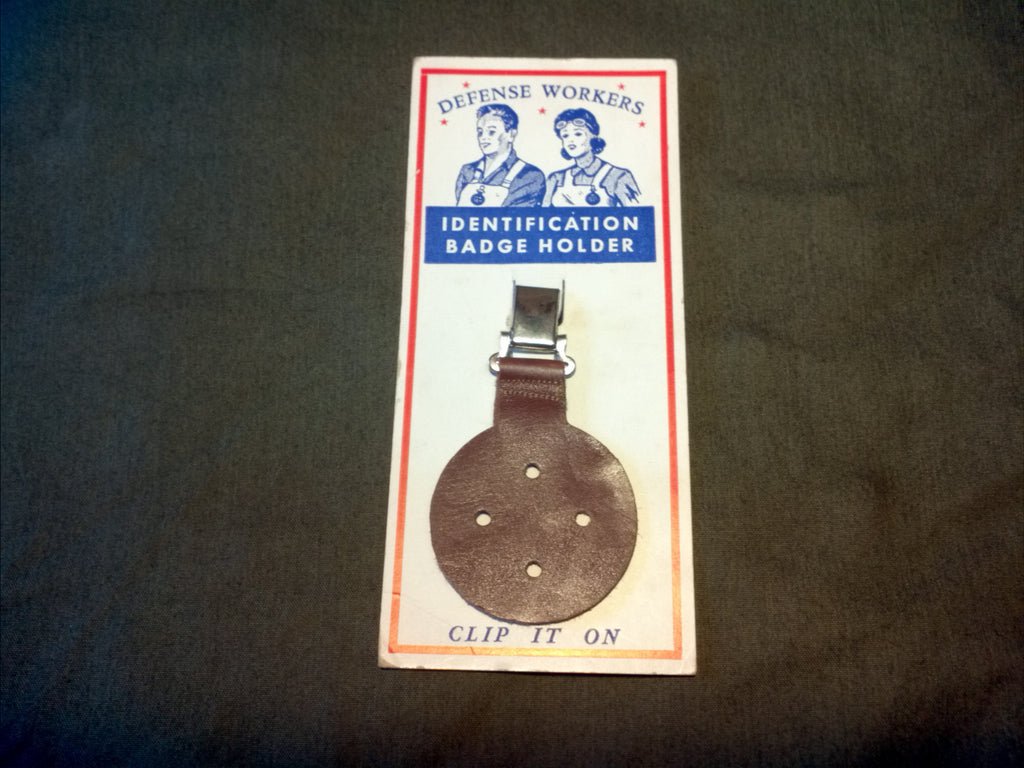 DEFENSE WORKERS
IDENTIFICATION
BADGE HOLDER
CLIP IT ON